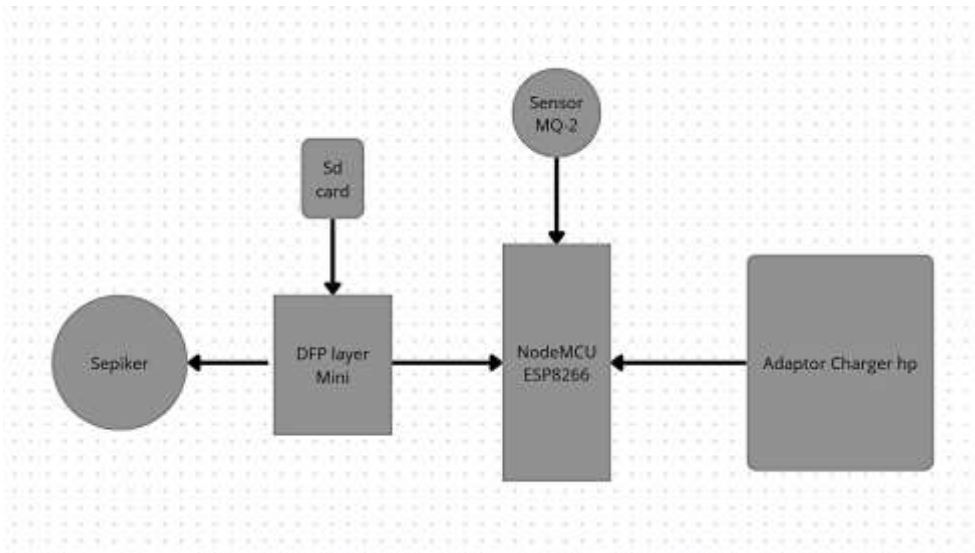 Sensor
MQ-2
Sd
card
Sepiker
DFP layer
Mini
NodeMCU
ESP8266
Adaptor Charger hp